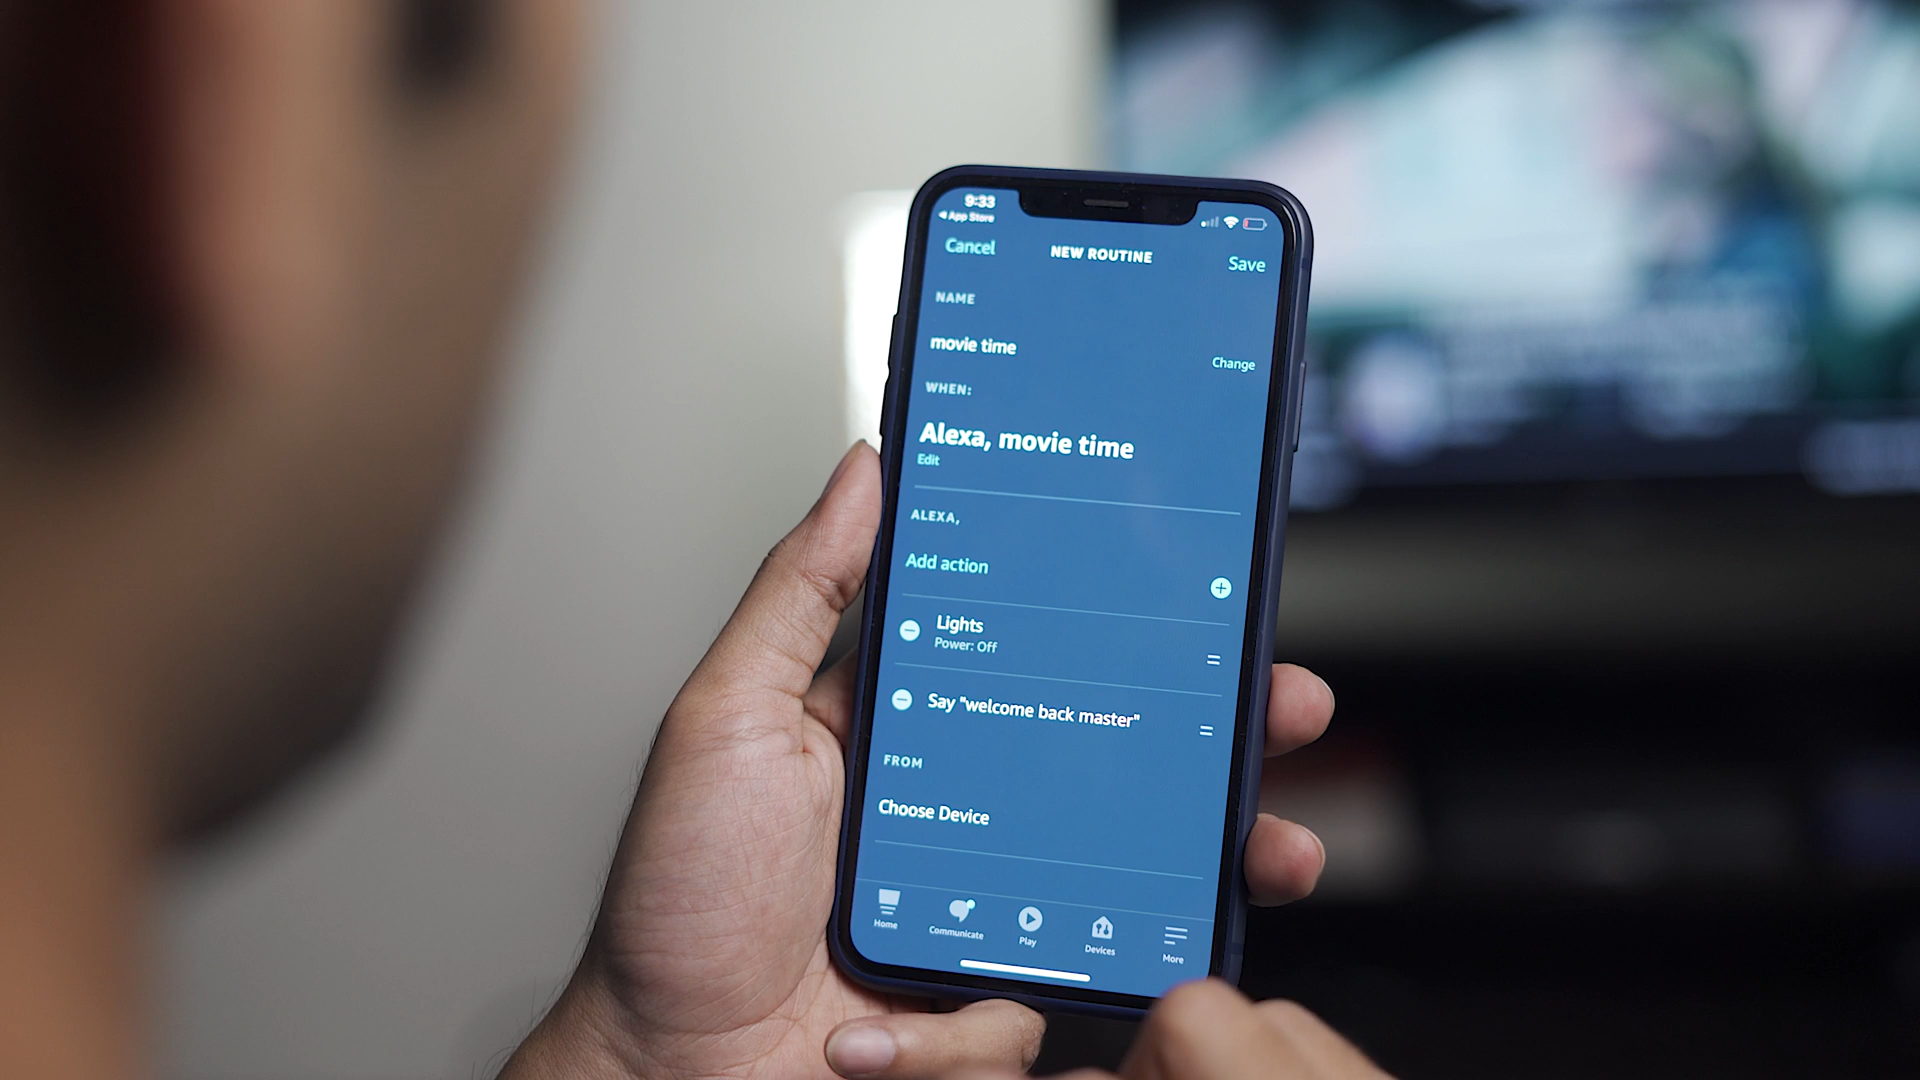 9:33
App Store
Cancel
NEW ROUTINE
Save
NAME
movie time
Change
WHEN:
Alexa, movie time
Edit
ALEXA,
Add action
Lights
Power: Off
Say "welcome back master"
FROM
Choose Device
Home
Communicate
Play
Devices
More